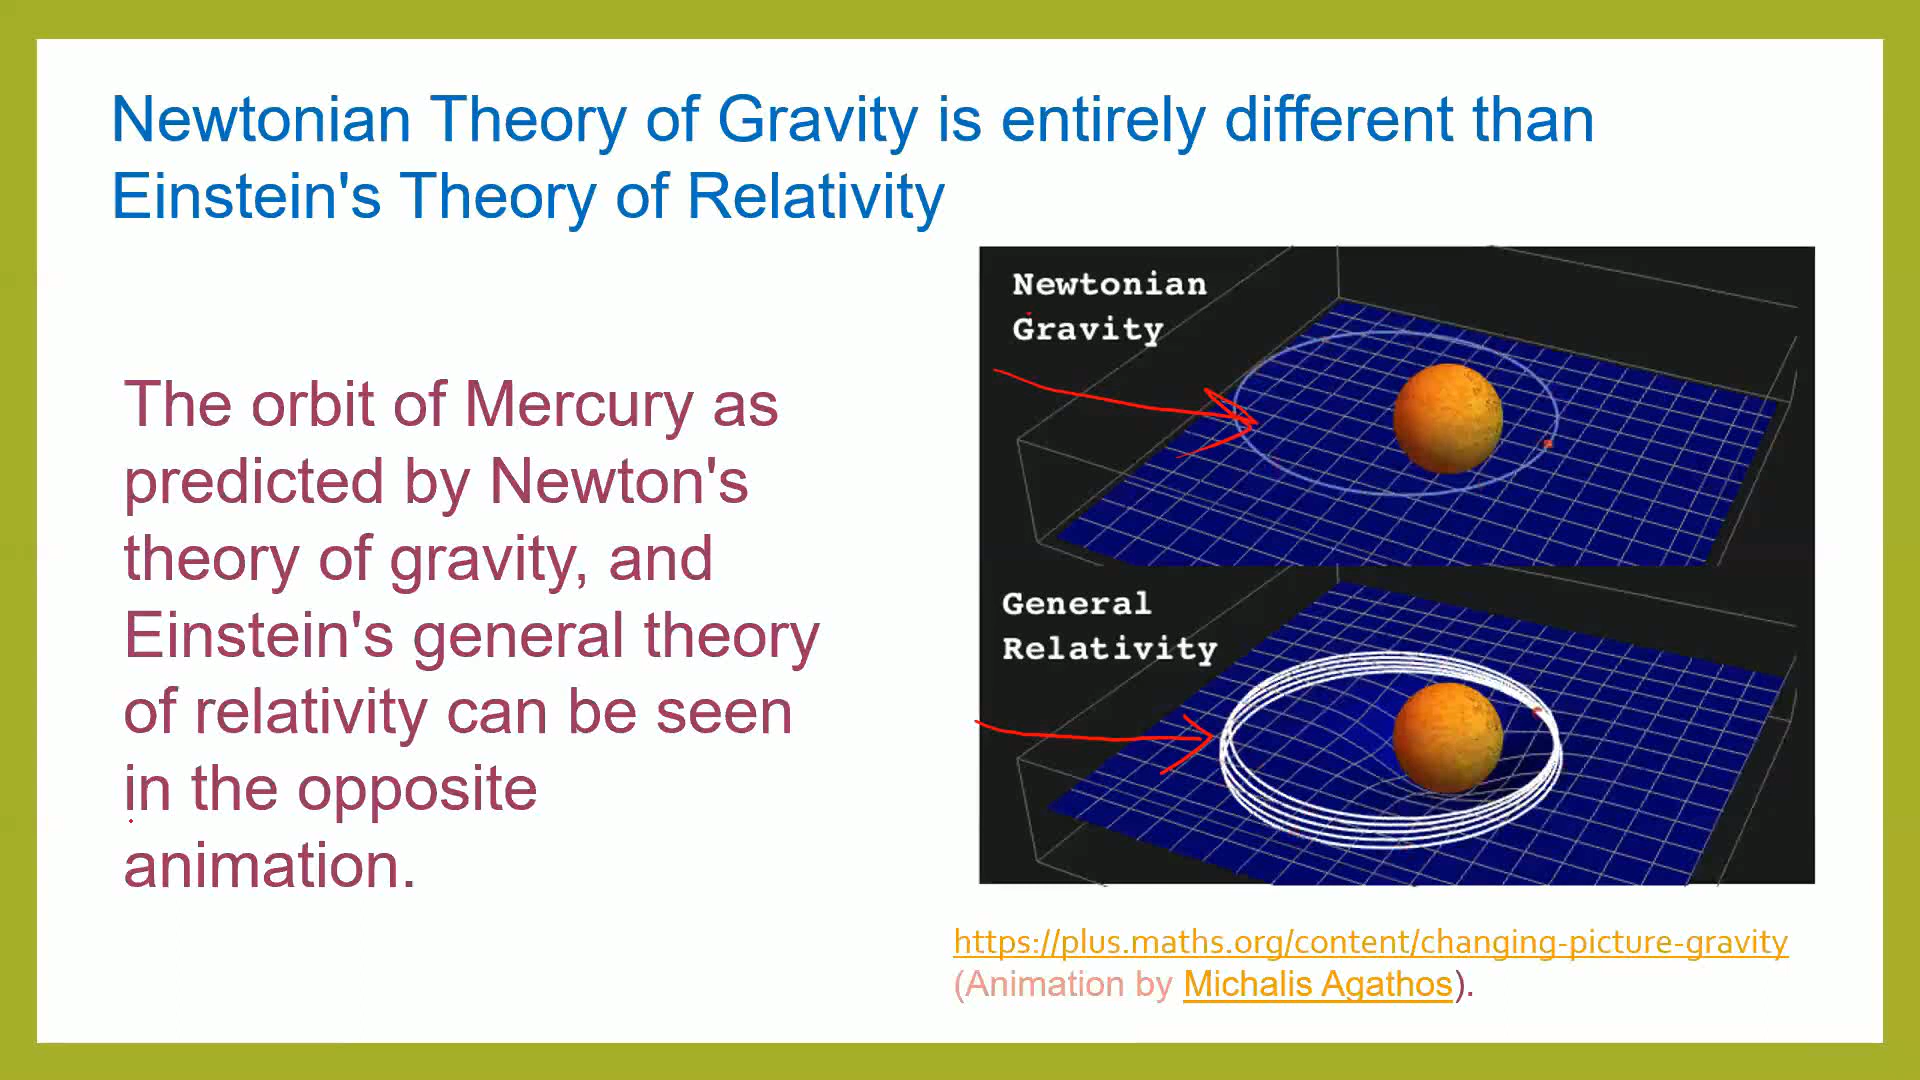 Newtonian Theory of Gravity is entirely different than
Einstein's Theory of Relativity
The orbit of Mercury as
predicted by Newton's
theory of gravity, and
Einstein's general theory
of relativity can be seen
in the opposite
animation.
Newtonian
Gravity
General
Relativity
https://plus.maths.org/content/changing-picture-gravity
(Animation by Michalis Agathos).